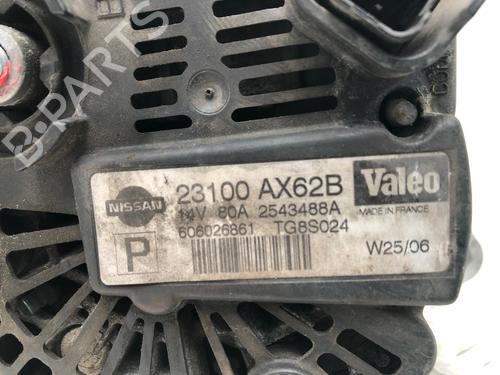 B-PARTS
NISSAN
23100 AX62B
Valeo
14V 80A 2543488A
MADE IN FRANCE
P
606026861 TG8S024
W25/06